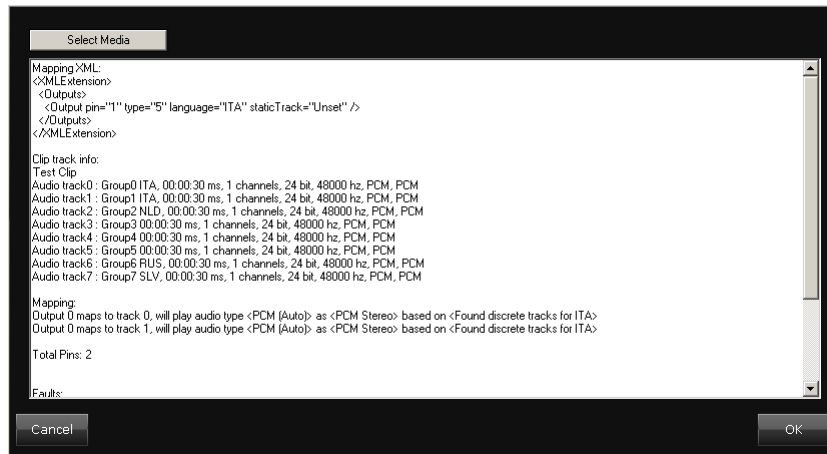 Select Media
Mapping XML:
<XMLExtension>
<Outputs>
<Output pin="1" type="5" language="ITA" staticTrack="Unset" />
</Outputs>
</XMLExtension>
Clip track info:
Test Clip
Audio track0 : Group0 ITA, 00:00:30 ms, 1 channels, 24 bit, 48000 hz, PCM, PCM
Audio track1 : Group1 ITA, 00:00:30 ms, 1 channels, 24 bit, 48000 hz, PCM, PCM
Audio track2 : Group2 NLD, 00:00:30 ms, 1 channels, 24 bit, 48000 hz, PCM, PCM
Audio track3 : Group3 00:00:30 ms, 1 channels, 24 bit, 48000 hz, PCM, PCM
Audio track4 : Group4 00:00:30 ms, 1 channels, 24 bit, 48000 hz, PCM, PCM
Audio track5 : Group5 00:00:30 ms, 1 channels, 24 bit, 48000 hz, PCM, PCM
Audio track6 : Group6 RUS, 00:00:30 ms, 1 channels, 24 bit, 48000 hz, PCM, PCM
Audio track7 : Group7 SLV, 00:00:30 ms, 1 channels, 24 bit, 48000 hz, PCM, PCM
Mapping:
Output 0 maps to track 0, will play audio type <PCM (Auto)> as <PCM Stereo> based on <Found discrete tracks for ITA>
Output 0 maps to track 1, will play audio type <PCM (Auto)> as <PCM Stereo> based on <Found discrete tracks for ITA>
Total Pins: 2
Faults:
Cancel
OK